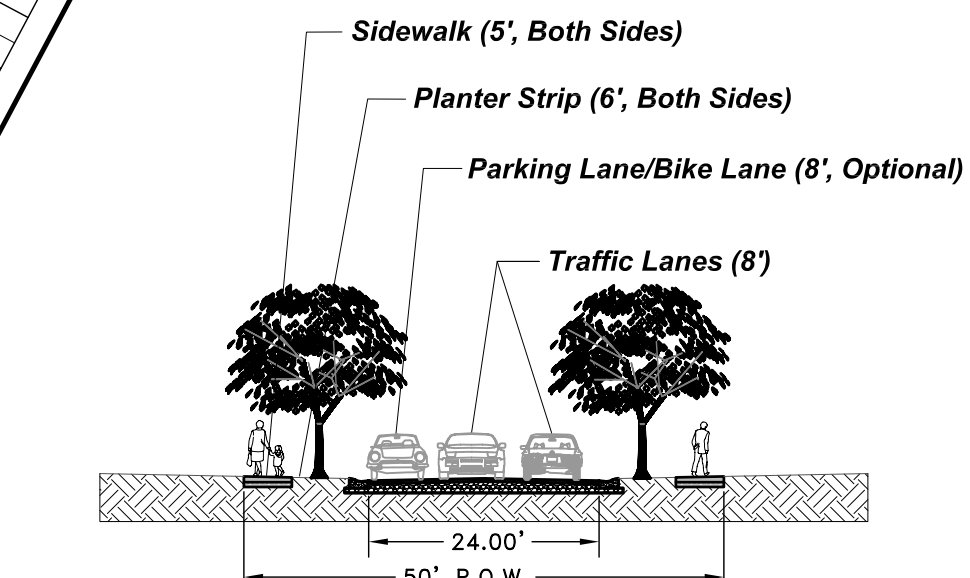 Sidewalk (5', Both Sides)
Planter Strip (6', Both Sides)
Parking Lane/Bike Lane (8', Optional)
Traffic Lanes (8')
24.00'
50' R.O.W.